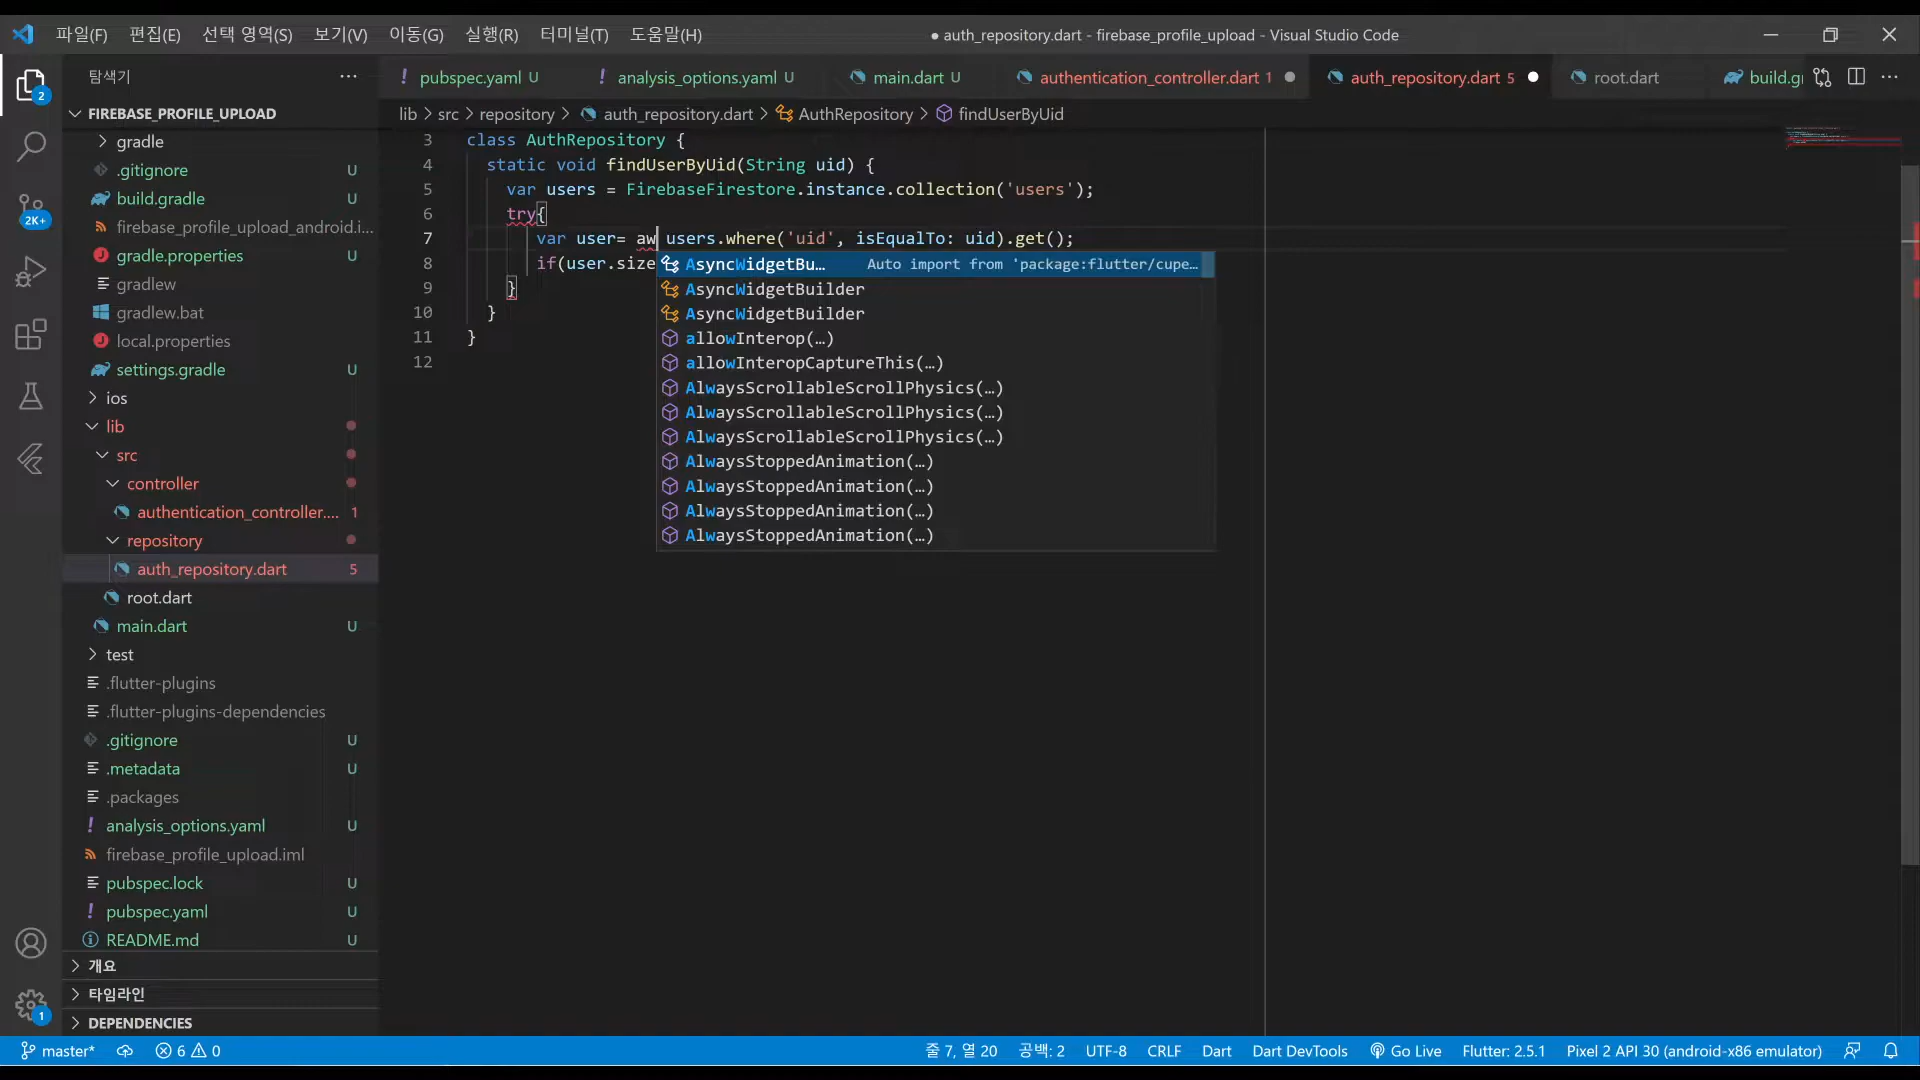 파일(F) 편집(E) 선택 영역(S) 보기(V) 이동(G) 실행(R) 터미널(T) 도움말(H)
● auth_repository.dart - firebase_profile_upload - Visual Studio Code
탐색기 ···
! pubspec.yaml U
! analysis_options.yaml U
main.dart U
authentication_controller.dart 1 ●
auth_repository.dart 5 ●
root.dart
build.g
···
2
2K+
1
FIREBASE_PROFILE_UPLOAD
gradle
.gitignore U
build.gradle U
firebase_profile_upload_android.i...
gradle.properties U
gradlew
gradlew.bat
local.properties
settings.gradle U
ios
lib
src
controller
authentication_controller.... 1
repository
auth_repository.dart 5
root.dart
main.dart U
test
.flutter-plugins
.flutter-plugins-dependencies
.gitignore U
.metadata U
.packages
! analysis_options.yaml U
firebase_profile_upload.iml
pubspec.lock U
! pubspec.yaml U
README.md U
개요
타임라인
DEPENDENCIES
lib > src > repository > auth_repository.dart > AuthRepository > findUserByUid
3 class AuthRepository {
4 static void findUserByUid(String uid) {
5 var users = FirebaseFirestore.instance.collection('users');
6 try{
7 var user= aw users.where('uid', isEqualTo: uid).get();
8 if(user.size
9 }
10 }
11 }
12
AsyncWidgetBu… Auto import from 'package:flutter/cupe…
AsyncWidgetBuilder
AsyncWidgetBuilder
allowInterop(…)
allowInteropCaptureThis(…)
AlwaysScrollableScrollPhysics(…)
AlwaysScrollableScrollPhysics(…)
AlwaysScrollableScrollPhysics(…)
AlwaysStoppedAnimation(…)
AlwaysStoppedAnimation(…)
AlwaysStoppedAnimation(…)
AlwaysStoppedAnimation(…)
master* 6 0 줄 7, 열 20 공백: 2 UTF-8 CRLF Dart Dart DevTools Go Live Flutter: 2.5.1 Pixel 2 API 30 (android-x86 emulator)